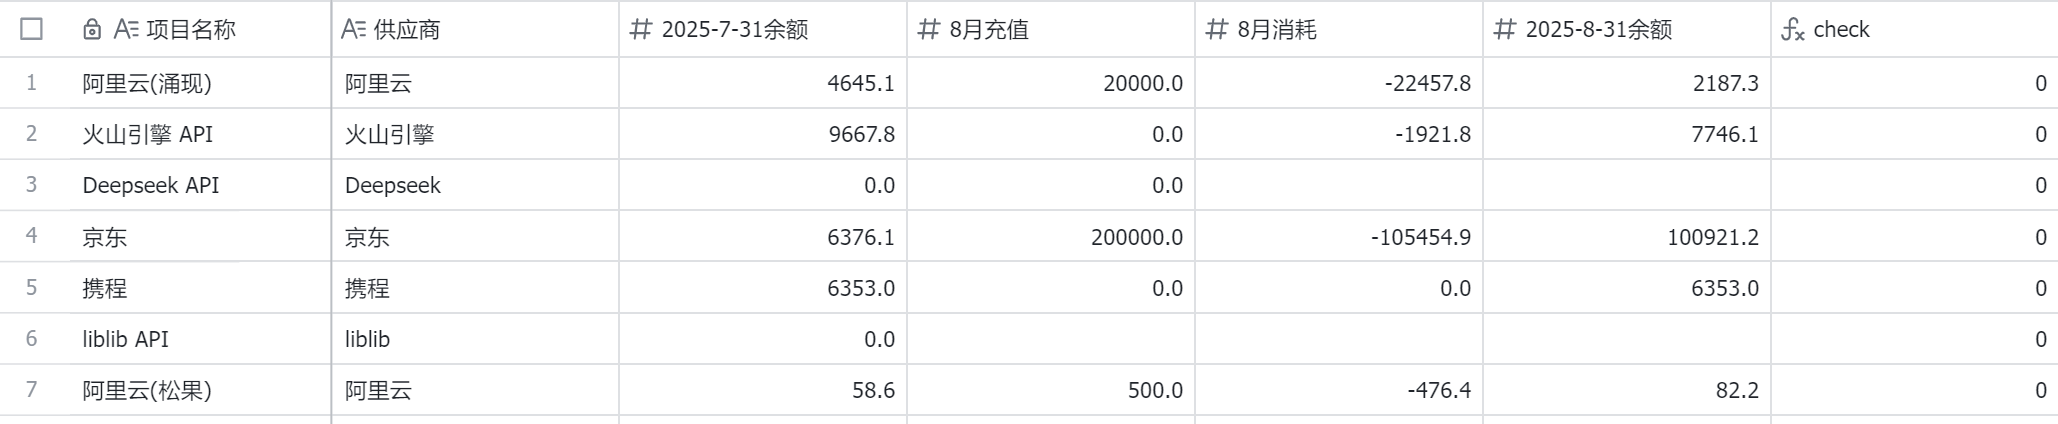 项目名称 供应商 2025-7-31余额 8月充值 8月消耗 2025-8-31余额 check
1 阿里云(涌现) 阿里云 4645.1 20000.0 -22457.8 2187.3 0
2 火山引擎 API 火山引擎 9667.8 0.0 -1921.8 7746.1 0
3 Deepseek API Deepseek 0.0 0.0 0
4 京东 京东 6376.1 200000.0 -105454.9 100921.2 0
5 携程 携程 6353.0 0.0 0.0 6353.0 0
6 liblib API liblib 0.0 0
7 阿里云(松果) 阿里云 58.6 500.0 -476.4 82.2 0